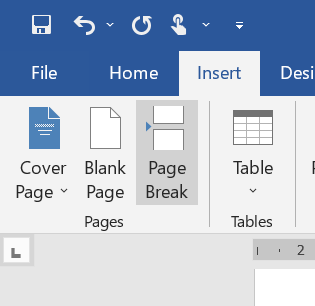 File Home Insert Desi
Cover Blank Page Table
Page Page Break
Pages Tables
2